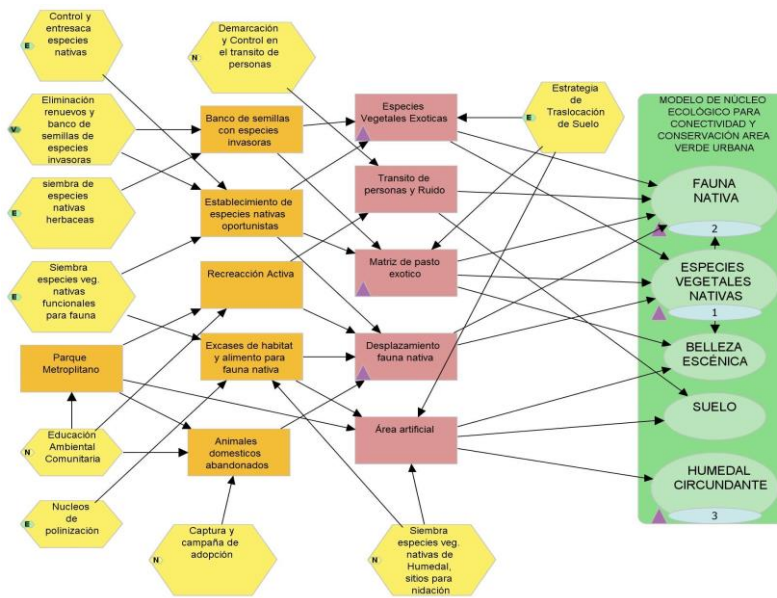 Control y
entresaca
especies
nativas
E
Eliminación
renuevos y
banco de
semillas de
especies
invasoras
V
siembra de
especies
nativas
herbaceas
E
Siembra
especies veg.
nativas
funcionales
para fauna
E
Parque
Metroplitano
Educación
Ambiental
Comunitaria
N
Nucleos
de
polinización
E
Demarcación
y Control en
el transito de
personas
N
Banco de semillas
con especies
invasoras
Establecimiento de
especies nativas
oportunistas
Recreacción Activa
Excases de habitat
y alimento para
fauna nativa
Animales
domesticos
abandonados
Captura y
campaña de
adopción
N
Especies
Vegetales Exoticas
Transito de
personas y Ruido
Matriz de pasto
exotico
Desplazamiento
fauna nativa
Área artificial
Siembra
especies veg.
nativas de
Humedal,
sitios para
nidación
N
Estrategia
de
Traslocación
de Suelo
E
MODELO DE NÚCLEO
ECOLÓGICO PARA
CONECTIVIDAD Y
CONSERVACIÓN AREA
VERDE URBANA
FAUNA
NATIVA
2
ESPECIES
VEGETALES
NATIVAS
1
BELLEZA
ESCÉNICA
SUELO
HUMEDAL
CIRCUNDANTE
3